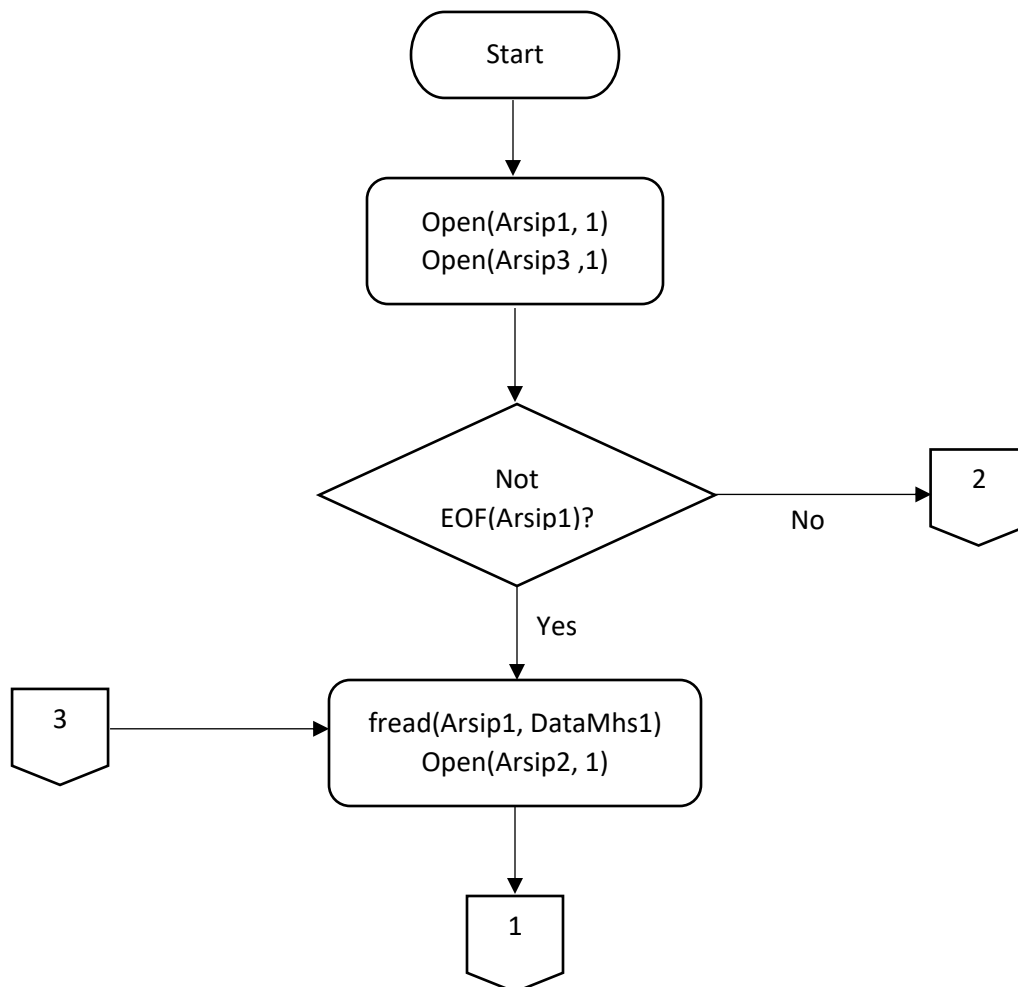 Start
Open(Arsip1, 1)
Open(Arsip3 ,1)
Not
EOF(Arsip1)?
2
No
Yes
3
fread(Arsip1, DataMhs1)
Open(Arsip2, 1)
1